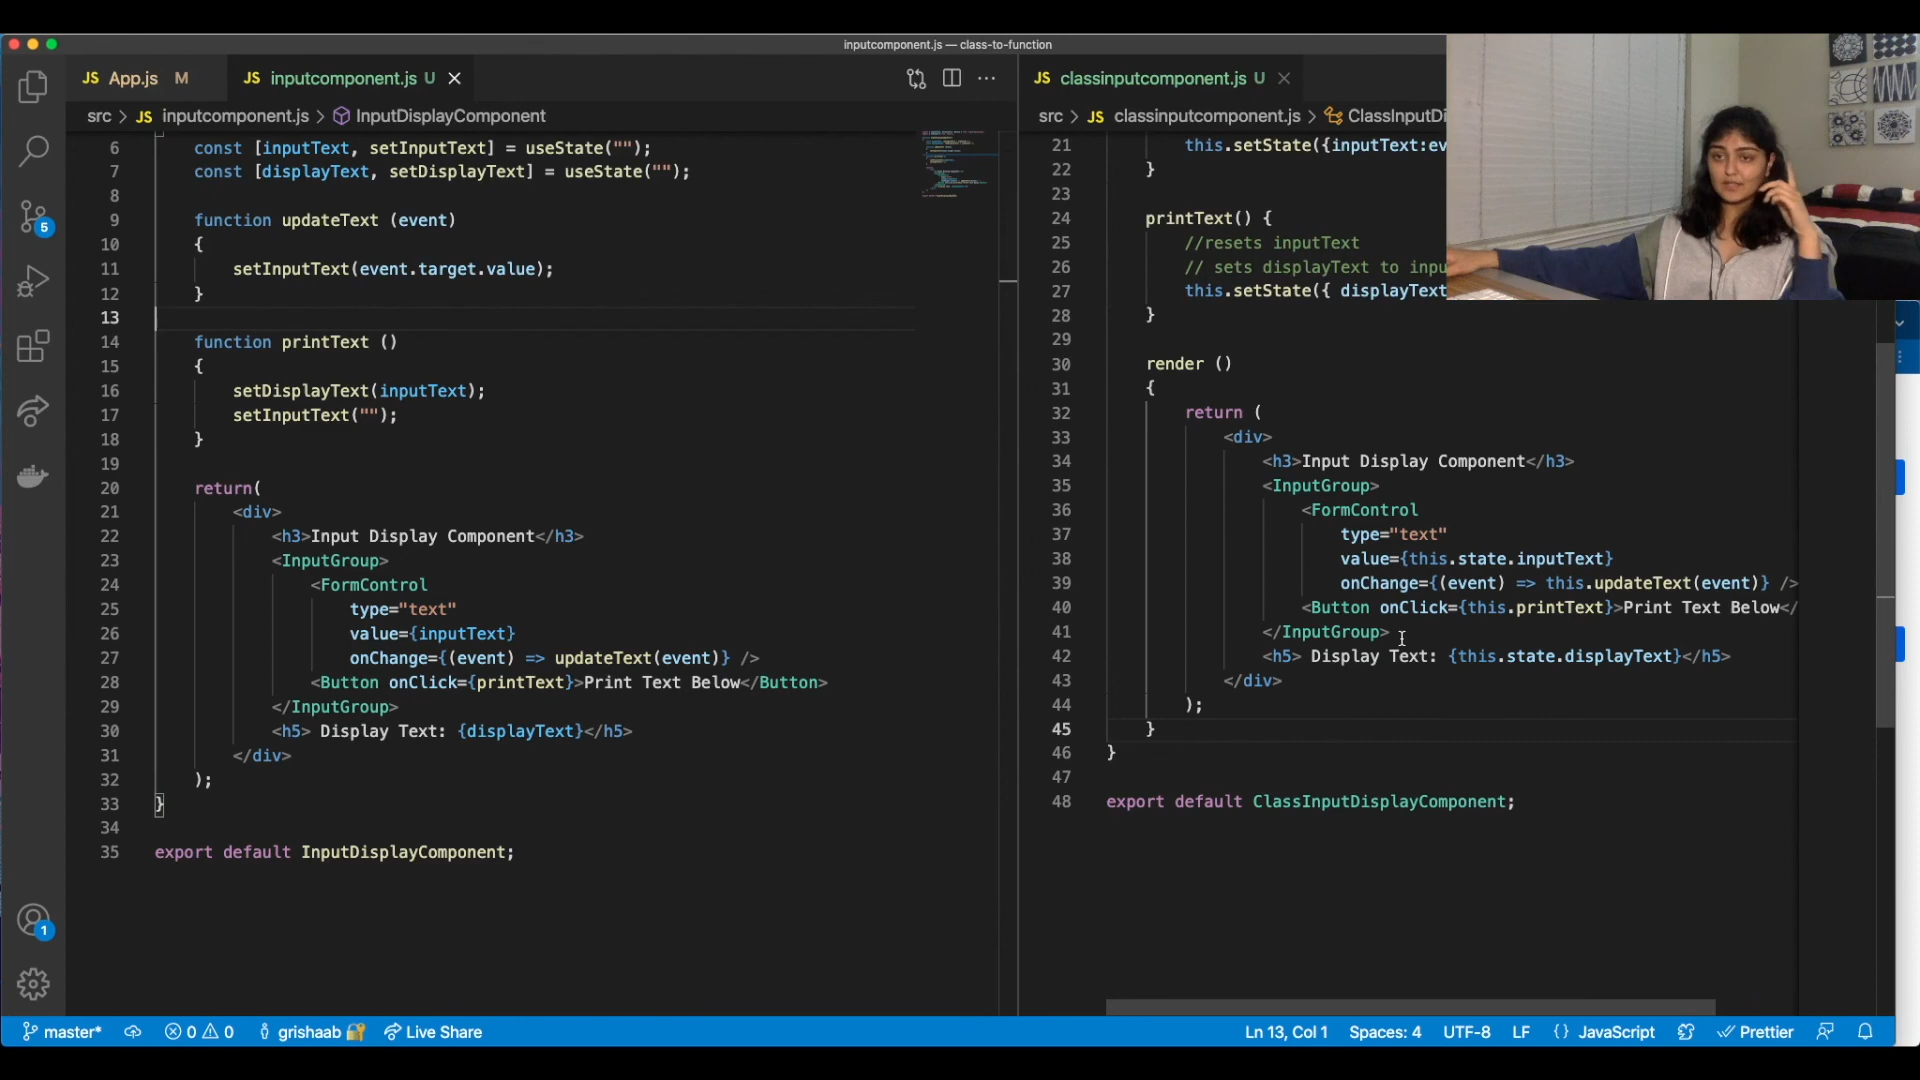 inputcomponent.js — class-to-function
JS App.js M
JS inputcomponent.js U
src > JS inputcomponent.js > InputDisplayComponent
6 const [inputText, setInputText] = useState("");
7 const [displayText, setDisplayText] = useState("");
8
9 function updateText (event)
10 {
11 setInputText(event.target.value);
12 }
13
14 function printText ()
15 {
16 setDisplayText(inputText);
17 setInputText("");
18 }
19
20 return(
21 <div>
22 <h3>Input Display Component</h3>
23 <InputGroup>
24 <FormControl
25 type="text"
26 value={inputText}
27 onChange={(event) => updateText(event)} />
28 <Button onClick={printText}>Print Text Below</Button>
29 </InputGroup>
30 <h5> Display Text: {displayText}</h5>
31 </div>
32 );
33 }
34
35 export default InputDisplayComponent;
JS classinputcomponent.js U
src > JS classinputcomponent.js > ClassInputDi
21 this.setState({inputText:ev
22 }
23
24 printText() {
25 //resets inputText
26 // sets displayText to inpu
27 this.setState({ displayText
28 }
29
30 render ()
31 {
32 return (
33 <div>
34 <h3>Input Display Component</h3>
35 <InputGroup>
36 <FormControl
37 type="text"
38 value={this.state.inputText}
39 onChange={(event) => this.updateText(event)} />
40 <Button onClick={this.printText}>Print Text Below</
41 </InputGroup>
42 <h5> Display Text: {this.state.displayText}</h5>
43 </div>
44 );
45 }
46 }
47
48 export default ClassInputDisplayComponent;
5
1
master* 0 0 grishaab Live Share
Ln 13, Col 1 Spaces: 4 UTF-8 LF {} JavaScript Prettier